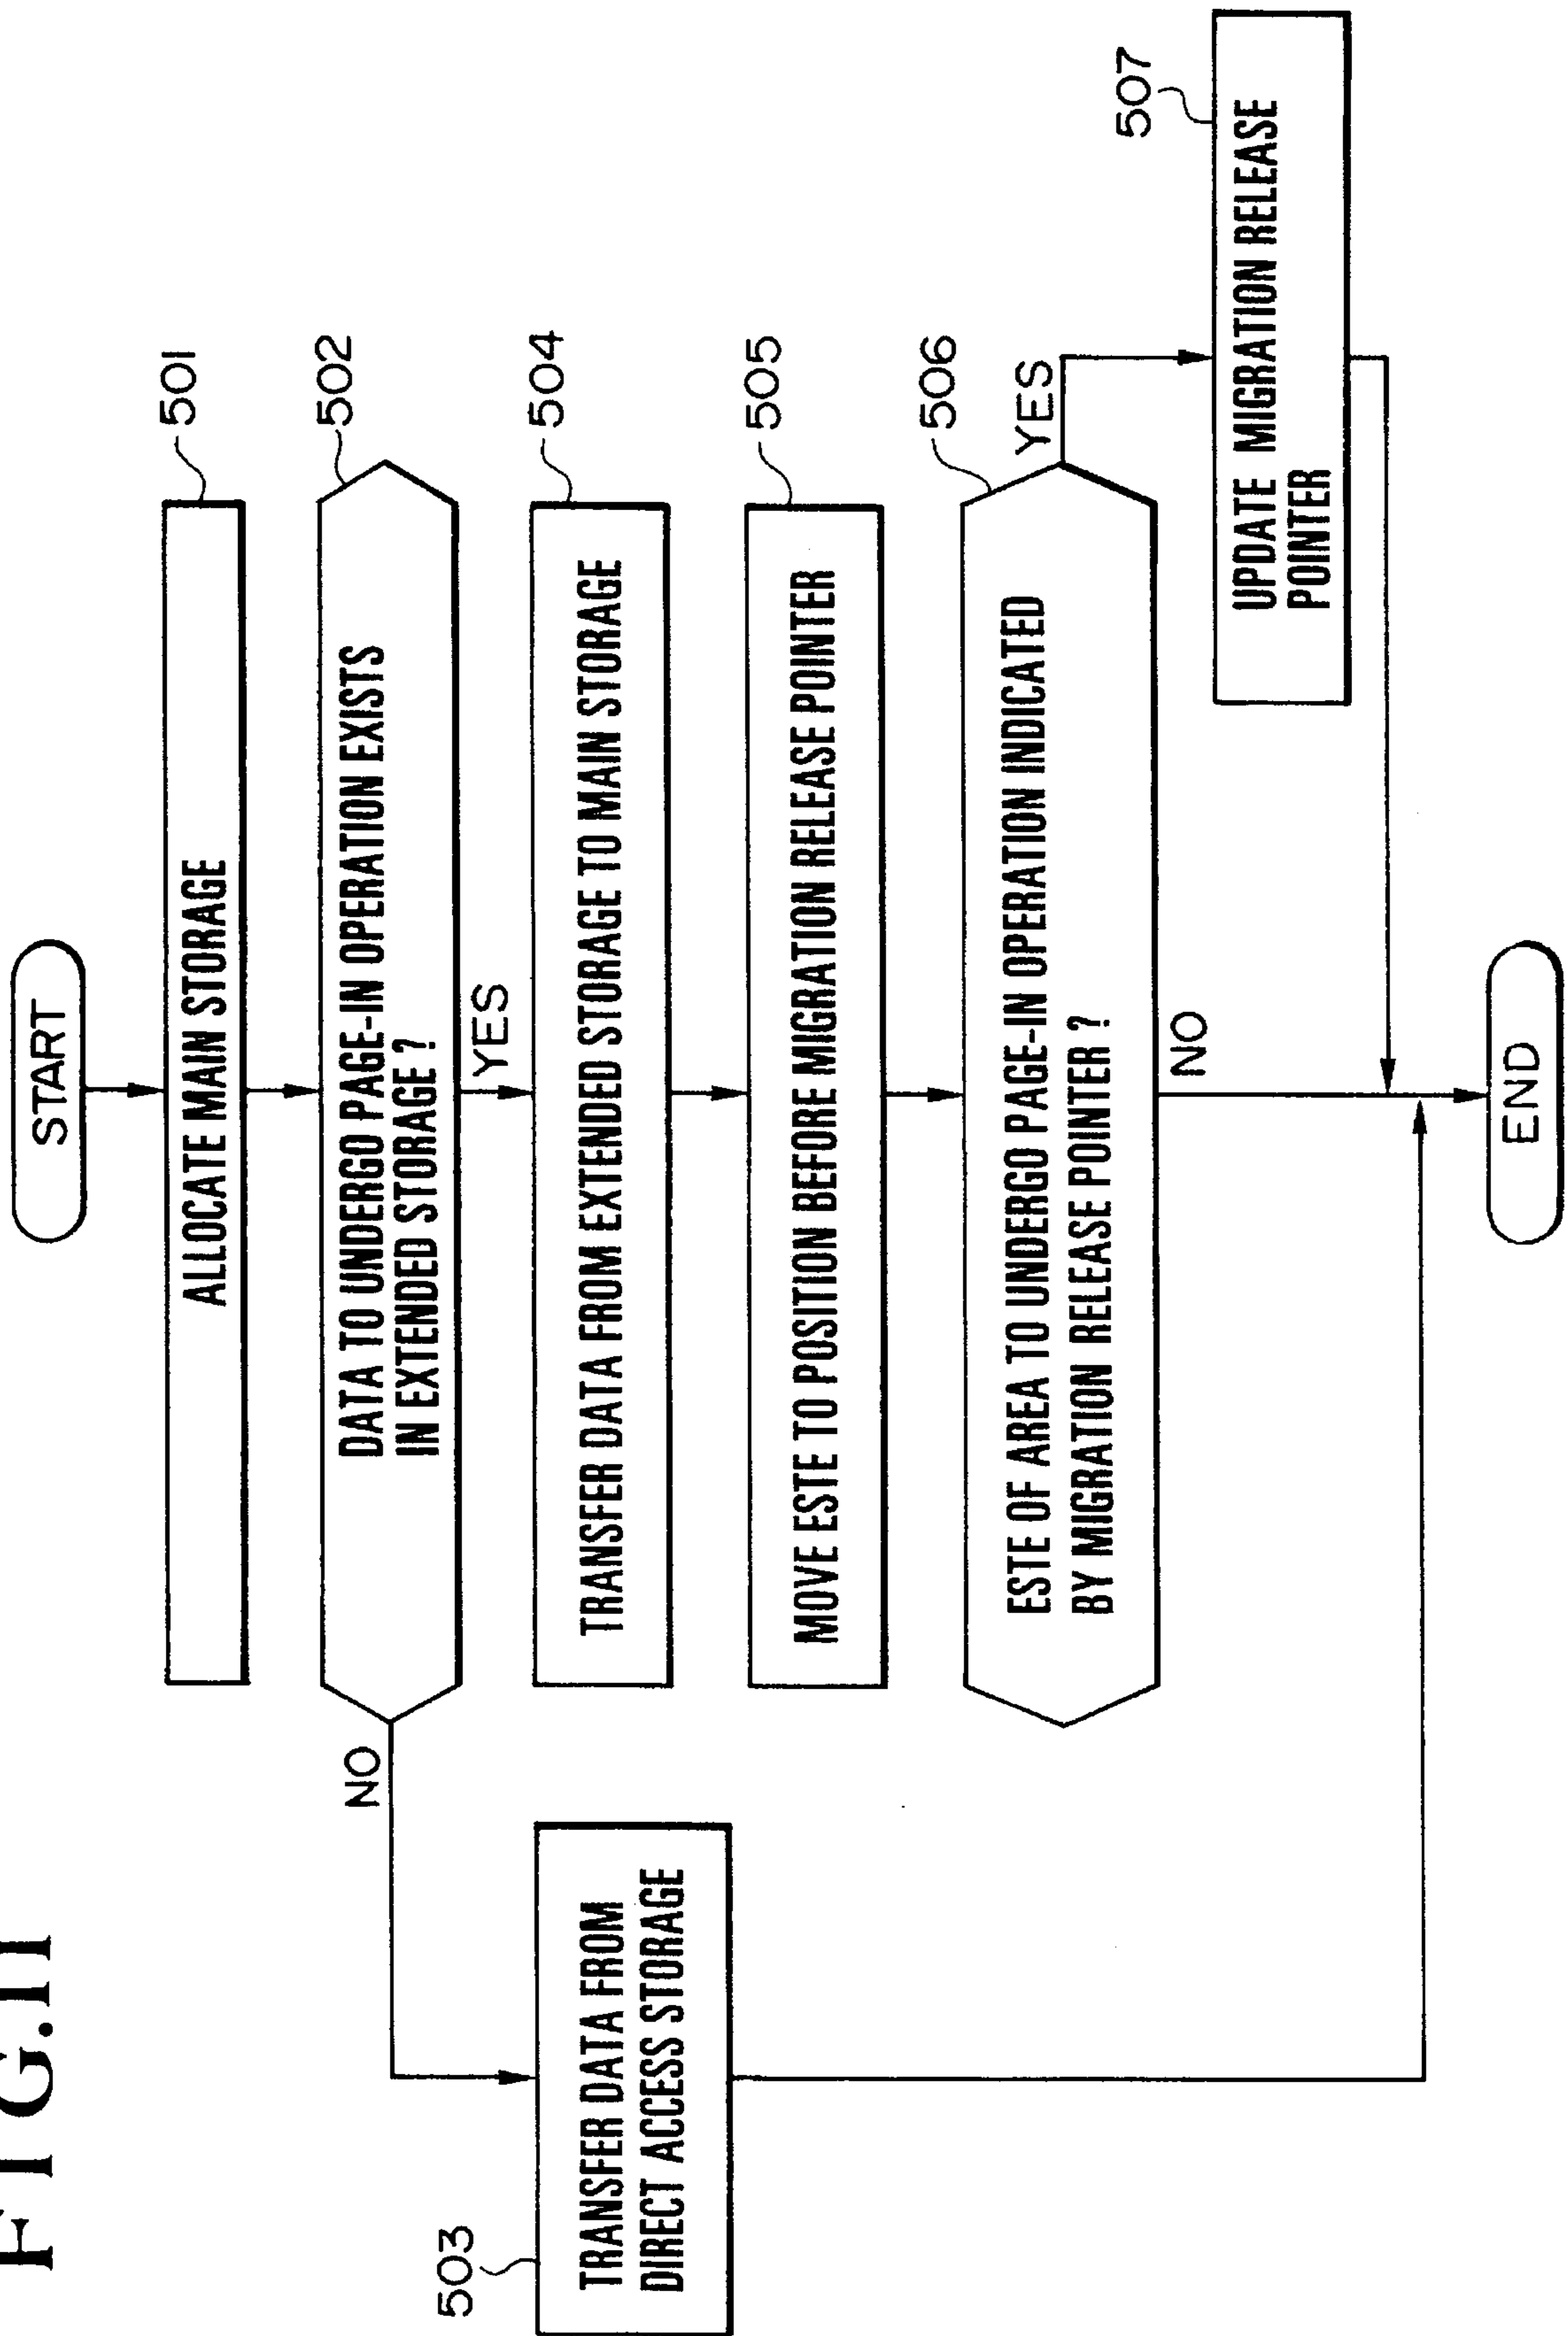 FIG.11
START
ALLOCATE MAIN STORAGE
501
DATA TO UNDERGO PAGE-IN OPERATION EXISTS
IN EXTENDED STORAGE ?
502
NO
YES
503
TRANSFER DATA FROM
DIRECT ACCESS STORAGE
TRANSFER DATA FROM EXTENDED STORAGE TO MAIN STORAGE
504
MOVE ESTE TO POSITION BEFORE MIGRATION RELEASE POINTER
505
ESTE OF AREA TO UNDERGO PAGE-IN OPERATION INDICATED
BY MIGRATION RELEASE POINTER ?
506
YES
NO
507
UPDATE MIGRATION RELEASE
POINTER
END